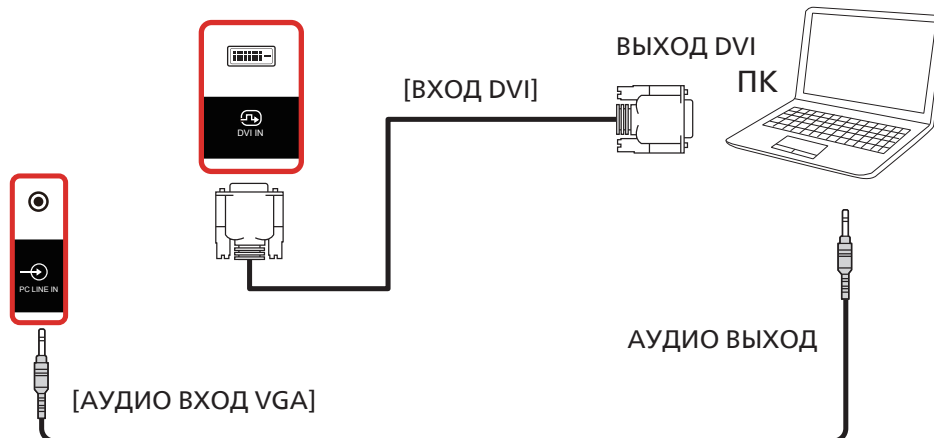 ВЫХОД DVI
ПК
[ВХОД DVI]
DVI IN
PC LINE IN
АУДИО ВЫХОД
[АУДИО ВХОД VGA]